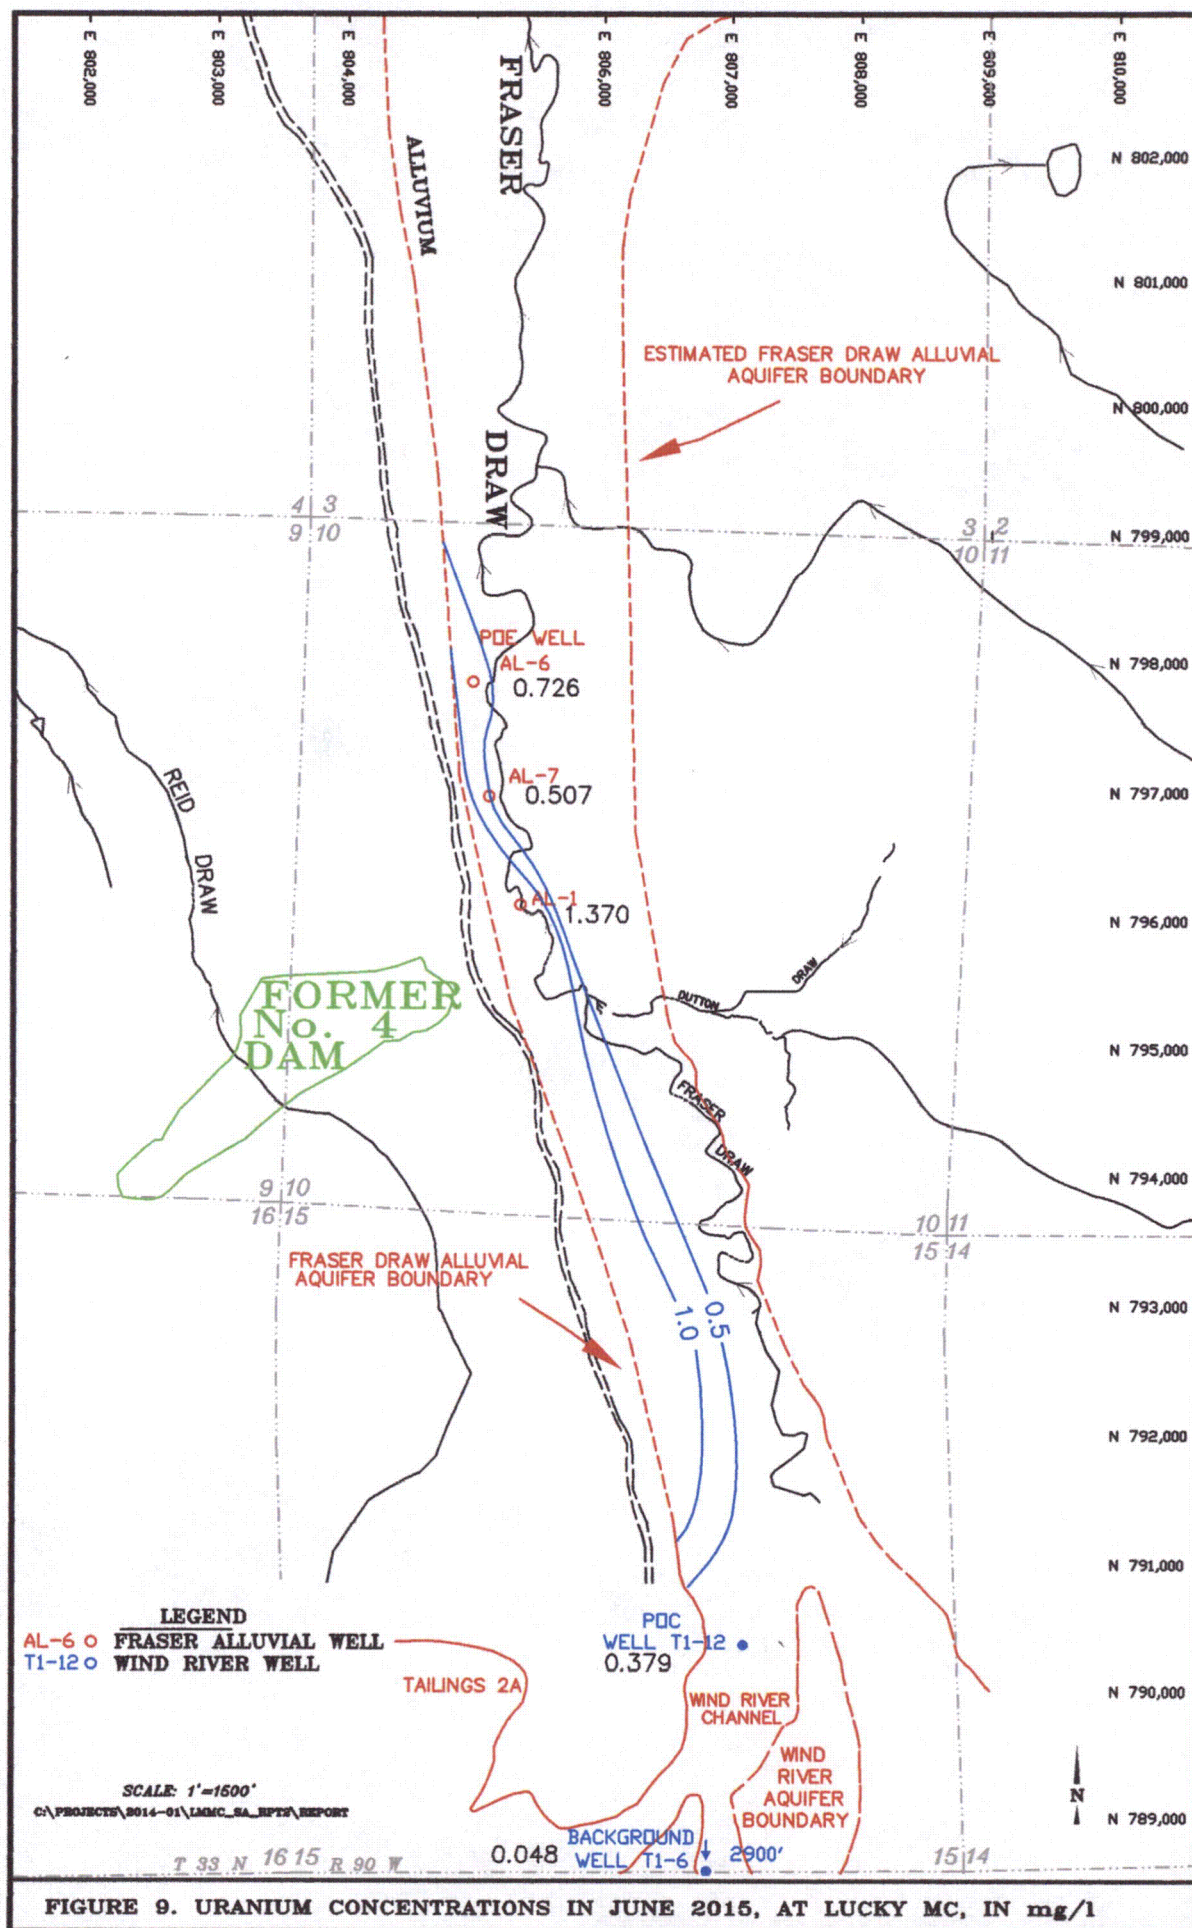 E 802,000
E 803,000
E 804,000
E 806,000
E 807,000
E 808,000
E 809,000
E 810,000
FRASER
ALLUVIUM
N 802,000
N 801,000
ESTIMATED FRASER DRAW ALLUVIAL
AQUIFER BOUNDARY
N 800,000
DRAW
4 3
9 10
3 2
10 11
N 799,000
POE WELL
AL-6
0.726
N 798,000
REID
DRAW
AL-7
0.507
N 797,000
AL-1
1.370
N 796,000
FORMER
No. 4
DAM
DUTTON
DRAW
N 795,000
FRASER
DRAW
N 794,000
9 10
16 15
10 11
15 14
FRASER DRAW ALLUVIAL
AQUIFER BOUNDARY
1.0
0.5
N 793,000
N 792,000
N 791,000
LEGEND
AL-6 FRASER ALLUVIAL WELL
T1-12 WIND RIVER WELL
POC
WELL T1-12
0.379
TAILINGS 2A
WIND RIVER
CHANNEL
N 790,000
WIND
RIVER
AQUIFER
BOUNDARY
N
SCALE: 1"=1600'
C:\PROJECTS\2014-01\LMMC_SA_RPTS\REPORT
N 789,000
0.048
BACKGROUND
WELL T1-6
2900'
T 33 N 16 15 R 90 W
15 14
FIGURE 9. URANIUM CONCENTRATIONS IN JUNE 2015, AT LUCKY MC, IN mg/l